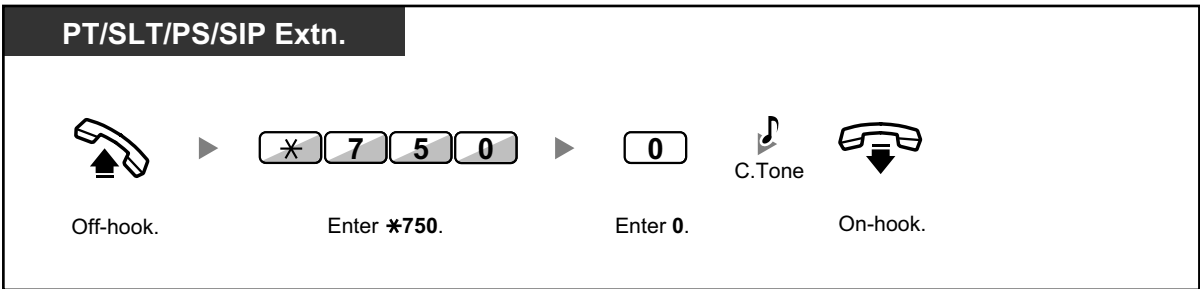 PT/SLT/PS/SIP Extn.
* 7 5 0
0
C.Tone
Off-hook.
Enter *750.
Enter 0.
On-hook.